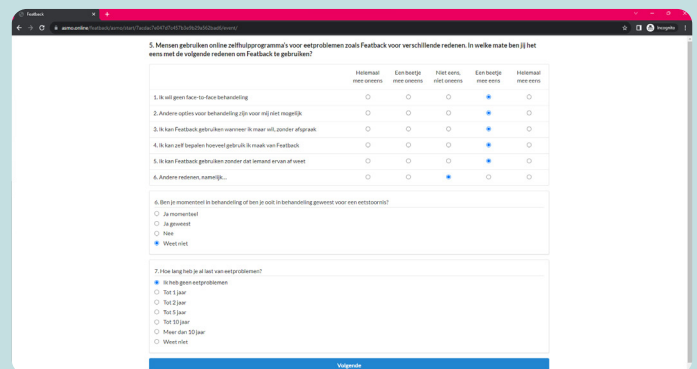 Featback
asmo.online
Incognito
5. Mensen gebruiken online zelfhulpprogramma's voor eetproblemen zoals Featback voor verschillende redenen. In welke mate ben jij het
eens met de volgende redenen om Featback te gebruiken?
Helemaal Een beetje Niet eens, Een beetje Helemaal
mee oneens mee oneens niet oneens mee eens mee eens
1. Ik wil geen face-to-face behandeling
2. Andere opties voor behandeling zijn voor mij niet mogelijk
3. Ik kan Featback gebruiken wanneer ik maar wil, zonder afspraak
4. Ik kan zelf bepalen hoeveel gebruik ik maak van Featback
5. Ik kan Featback gebruiken zonder dat iemand ervan af weet
6. Andere redenen, namelijk...
6. Ben je momenteel in behandeling of ben je ooit in behandeling geweest voor een eetstoornis?
Ja momenteel
Ja geweest
Nee
Weet niet
7. Hoe lang heb je al last van eetproblemen?
Ik heb geen eetproblemen
Tot 1 jaar
Tot 2 jaar
Tot 5 jaar
Tot 10 jaar
Meer dan 10 jaar
Weet niet
Volgende